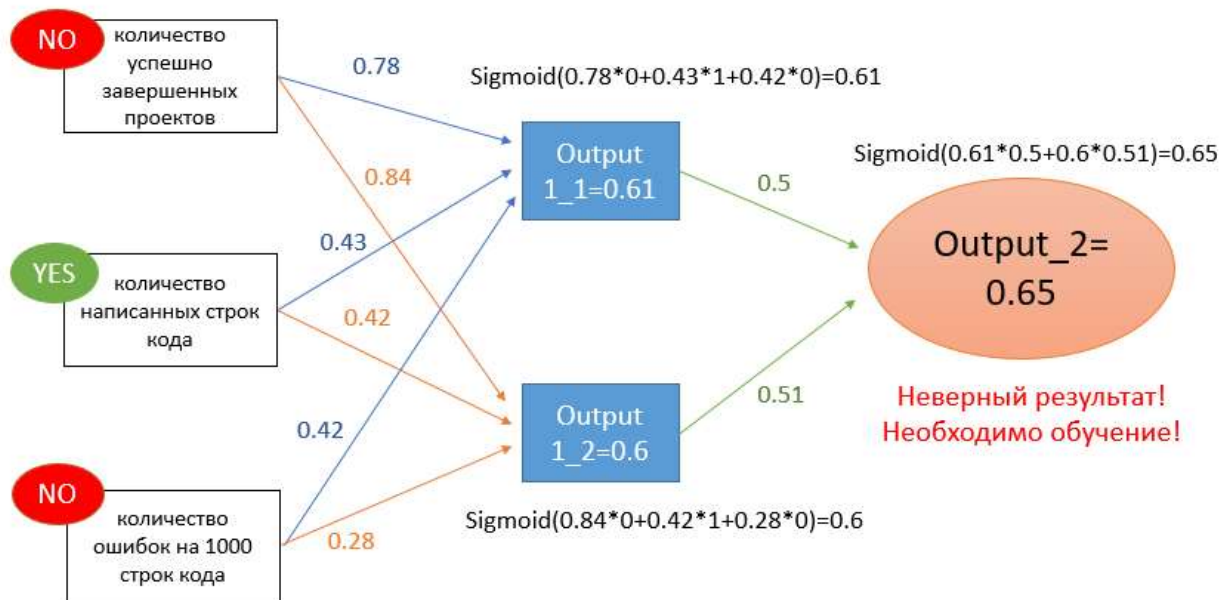 NO
количество
успешно
завершенных
проектов
0.78
Sigmoid(0.78*0+0.43*1+0.42*0)=0.61
Output
1_1=0.61
0.84
0.5
Sigmoid(0.61*0.5+0.6*0.51)=0.65
Output_2=
0.65
YES
количество
написанных строк
кода
0.43
0.42
0.51
Неверный результат!
Необходимо обучение!
Output
1_2=0.6
0.42
NO
количество
ошибок на 1000
строк кода
0.28
Sigmoid(0.84*0+0.42*1+0.28*0)=0.6